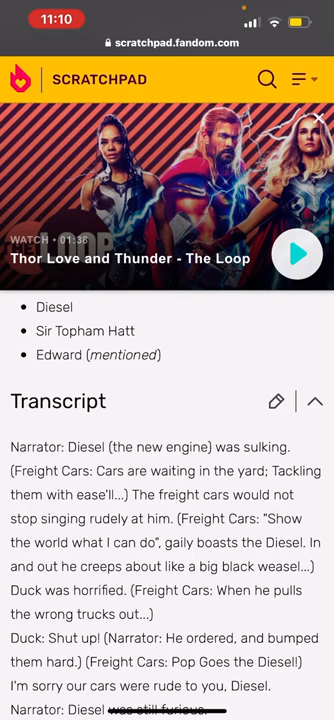 11:10
scratchpad.fandom.com
SCRATCHPAD
WATCH • 01:38
THE LOOP
Thor Love and Thunder - The Loop
Diesel
Sir Topham Hatt
Edward (mentioned)
Transcript
Narrator: Diesel (the new engine) was sulking.
(Freight Cars: Cars are waiting in the yard; Tackling
them with ease'll...) The freight cars would not
stop singing rudely at him. (Freight Cars: "Show
the world what I can do", gaily boasts the Diesel. In
and out he creeps about like a big black weasel...)
Duck was horrified. (Freight Cars: When he pulls
the wrong trucks out...)
Duck: Shut up! (Narrator: He ordered, and bumped
them hard.) (Freight Cars: Pop Goes the Diesel!)
I'm sorry our cars were rude to you, Diesel.
Narrator: Diesel was still furious.